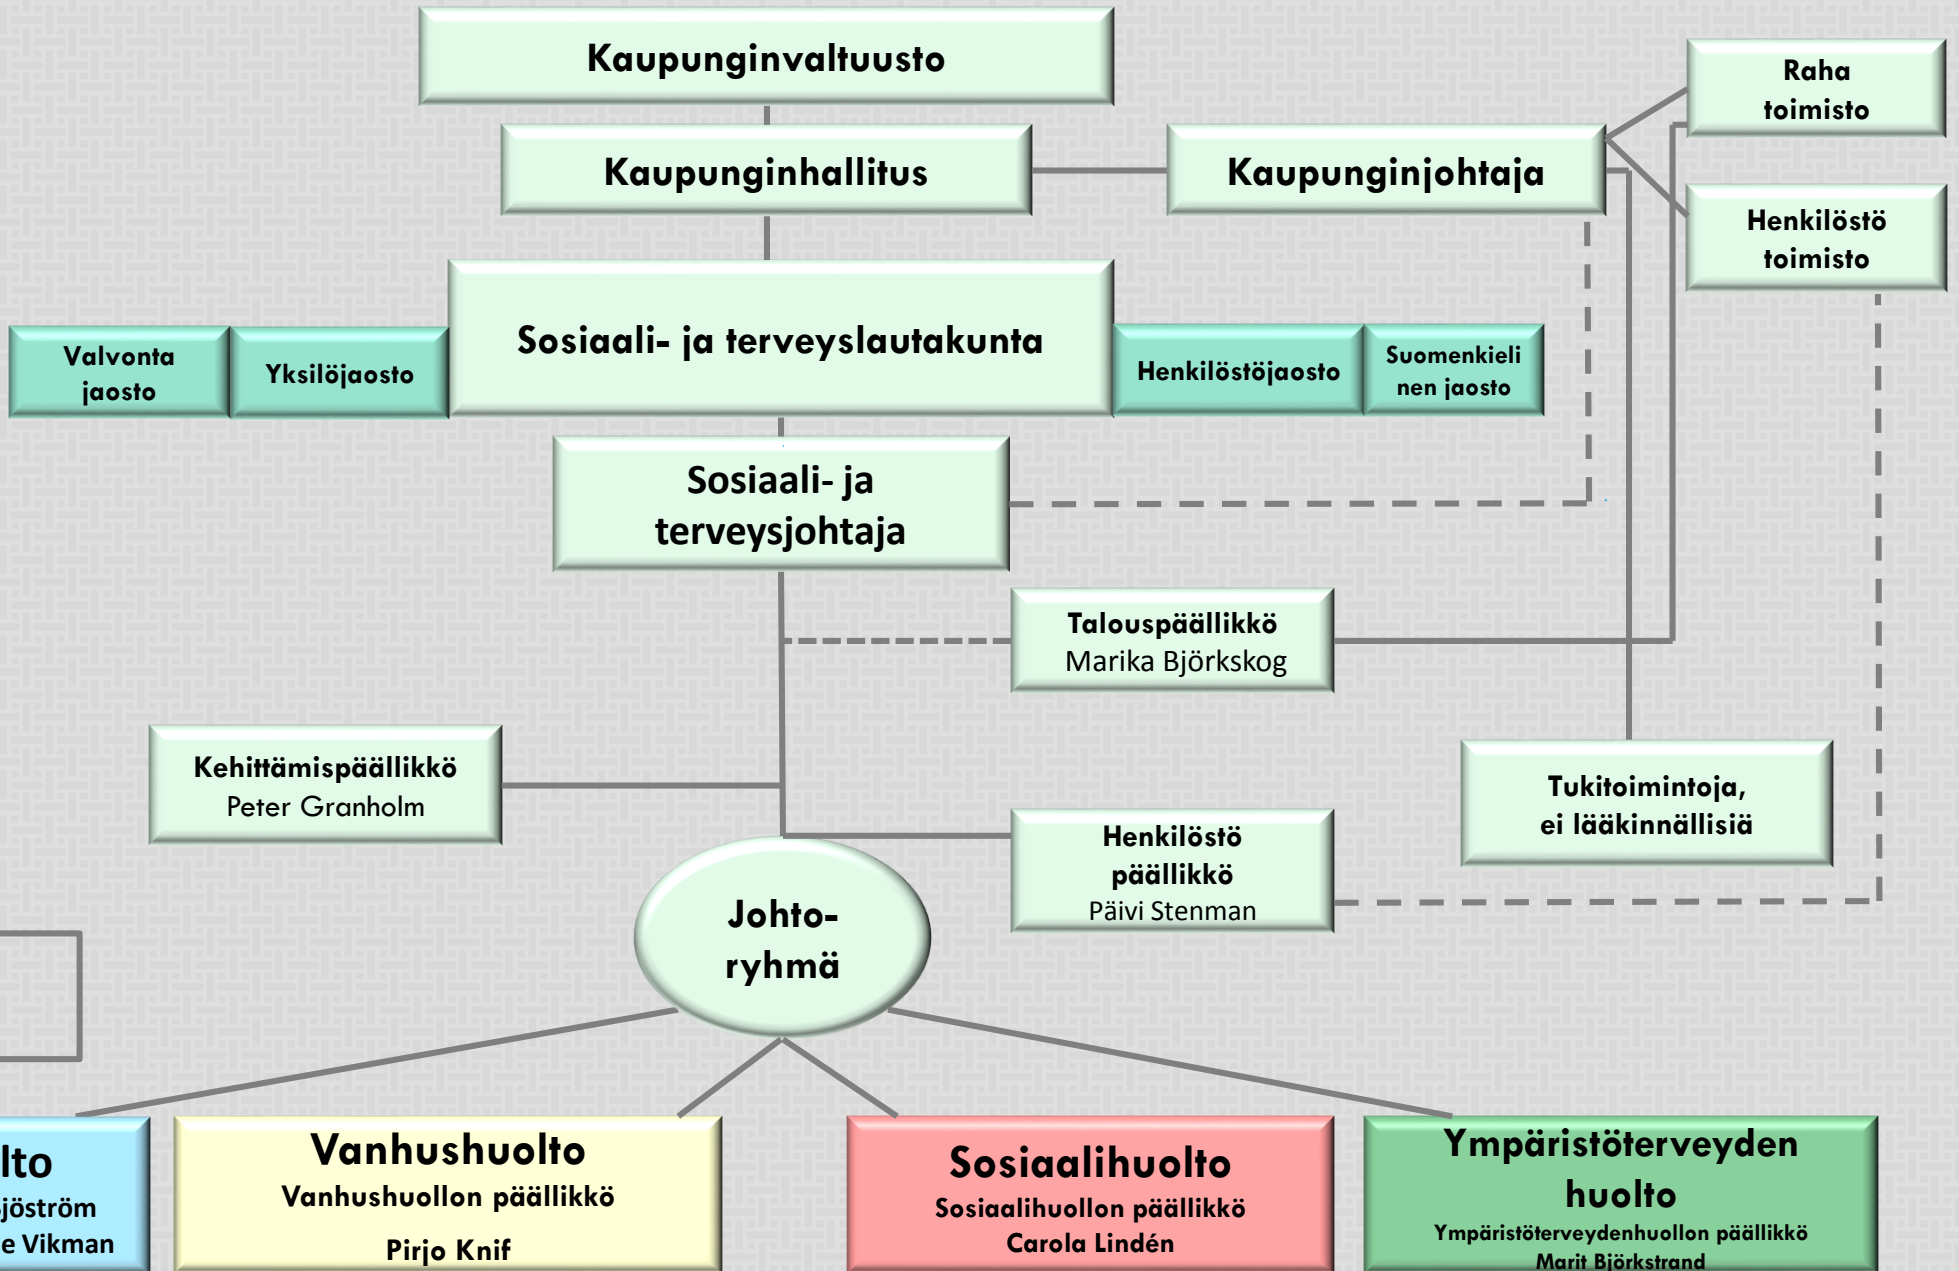 Kaupunginvaltuusto
Raha
toimisto
Kaupunginhallitus
Kaupunginjohtaja
Henkilöstö
toimisto
Sosiaali- ja terveyslautakunta
Valvonta
jaosto
Yksilöjaosto
Henkilöstöjaosto
Suomenkieli
nen jaosto
Sosiaali- ja
terveysjohtaja
Talouspäällikkö
Marika Björkskog
Kehittämispäällikkö
Peter Granholm
Tukitoimintoja,
ei lääkinnällisiä
Henkilöstö
päällikkö
Päivi Stenman
Johto-
ryhmä
lto
jöström
e Vikman
Vanhushuolto
Vanhushuollon päällikkö
Pirjo Knif
Sosiaalihuolto
Sosiaalihuollon päällikkö
Carola Lindén
Ympäristöterveyden
huolto
Ympäristöterveydenhuollon päällikkö
Marit Björkstrand